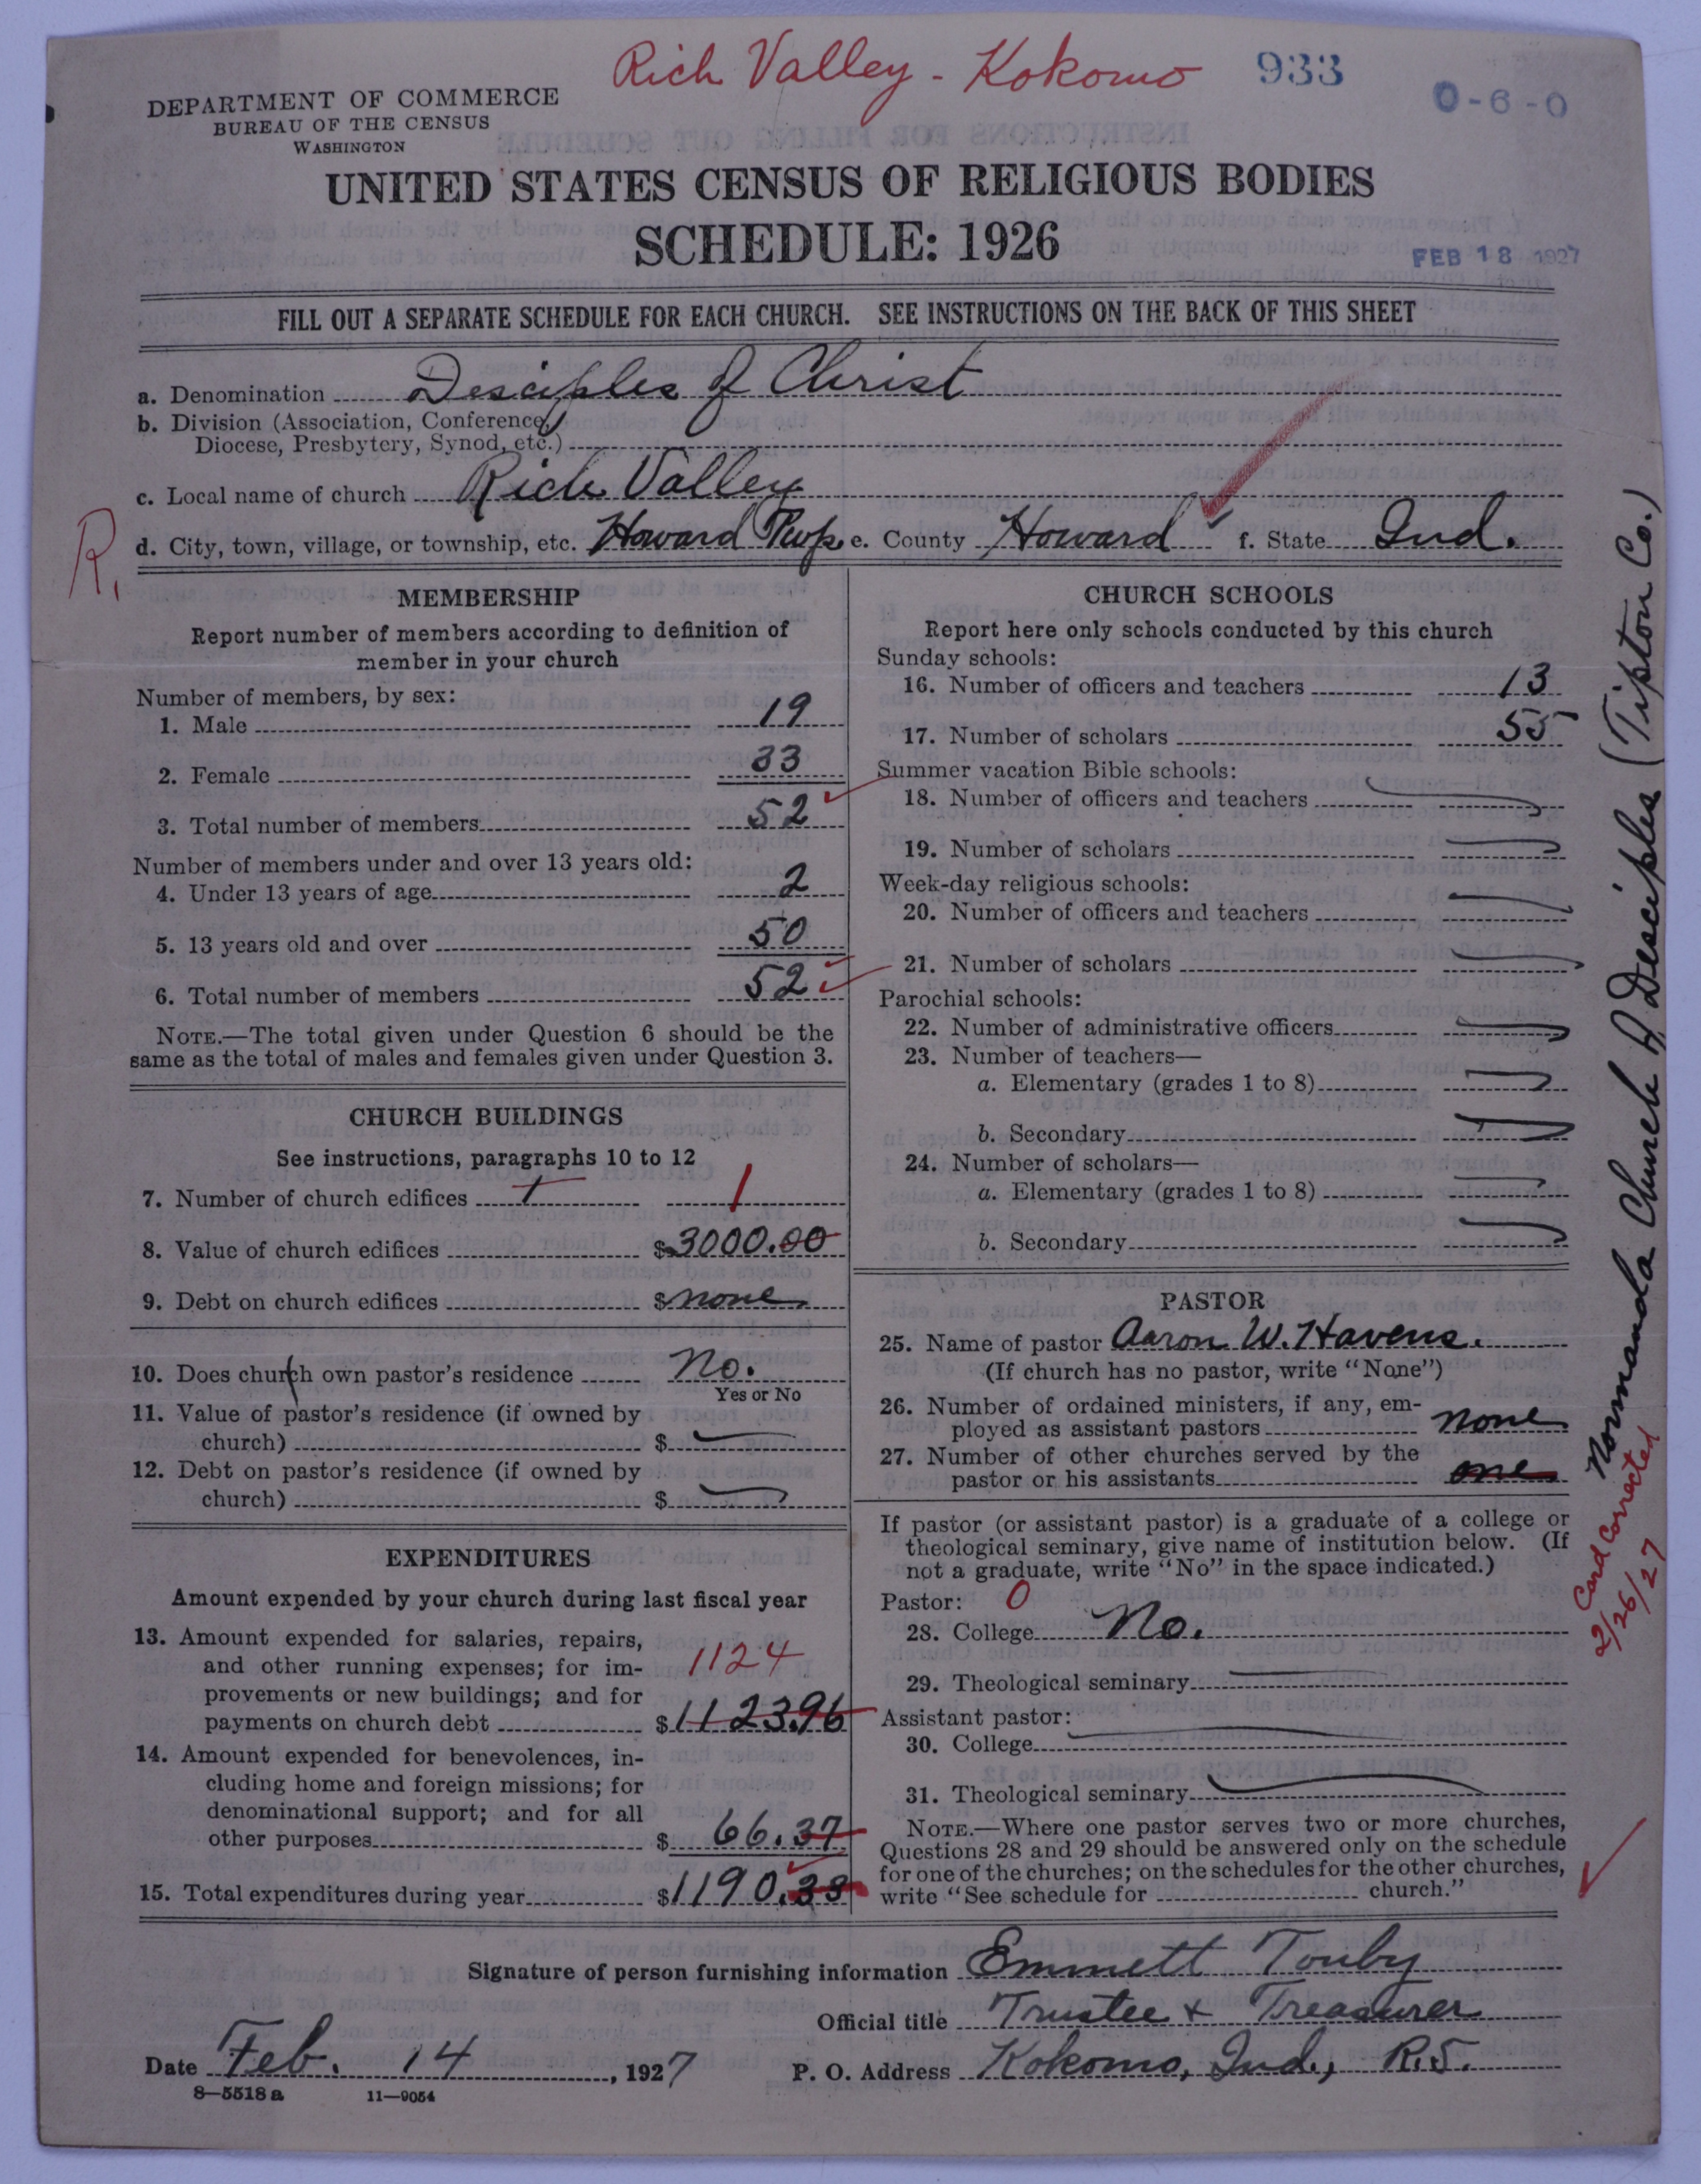 Rich Valley - Kokomo 933
0-6-0
DEPARTMENT OF COMMERCE
BUREAU OF THE CENSUS
WASHINGTON
UNITED STATES CENSUS OF RELIGIOUS BODIES
SCHEDULE: 1926
FEB 18 1927
FILL OUT A SEPARATE SCHEDULE FOR EACH CHURCH. SEE INSTRUCTIONS ON THE BACK OF THIS SHEET
a. Denomination Desciples of Christ
b. Division (Association, Conference,
Diocese, Presbytery, Synod, etc.)
c. Local name of church Rich Valley
R.
d. City, town, village, or township, etc. Howard Twp. e. County Howard f. State Ind.
MEMBERSHIP
Report number of members according to definition of
member in your church
Number of members, by sex:
1. Male 19
2. Female 33
3. Total number of members 52
Number of members under and over 13 years old:
4. Under 13 years of age 2
5. 13 years old and over 50
6. Total number of members 52
NOTE.—The total given under Question 6 should be the
same as the total of males and females given under Question 3.
CHURCH BUILDINGS
See instructions, paragraphs 10 to 12
7. Number of church edifices 1 1
8. Value of church edifices $3000.00
9. Debt on church edifices $none
10. Does church own pastor's residence No.
Yes or No
11. Value of pastor's residence (if owned by
church) $
12. Debt on pastor's residence (if owned by
church) $
EXPENDITURES
Amount expended by your church during last fiscal year
13. Amount expended for salaries, repairs,
and other running expenses; for im- 1124
provements or new buildings; and for
payments on church debt $1123.96
14. Amount expended for benevolences, in-
cluding home and foreign missions; for
denominational support; and for all
other purposes $ 66.37
15. Total expenditures during year $1190.33
CHURCH SCHOOLS
Report here only schools conducted by this church
Sunday schools:
16. Number of officers and teachers 13
17. Number of scholars 55
Summer vacation Bible schools:
18. Number of officers and teachers
19. Number of scholars
Week-day religious schools:
20. Number of officers and teachers
21. Number of scholars
Parochial schools:
22. Number of administrative officers
23. Number of teachers—
a. Elementary (grades 1 to 8)
b. Secondary
24. Number of scholars—
a. Elementary (grades 1 to 8)
b. Secondary
PASTOR
25. Name of pastor Aaron W. Havens.
(If church has no pastor, write "None")
26. Number of ordained ministers, if any, em-
ployed as assistant pastors none
27. Number of other churches served by the
pastor or his assistants one
If pastor (or assistant pastor) is a graduate of a college or
theological seminary, give name of institution below. (If
not a graduate, write "No" in the space indicated.)
Pastor: 0
28. College No.
29. Theological seminary
Assistant pastor:
30. College
31. Theological seminary
NOTE.—Where one pastor serves two or more churches,
Questions 28 and 29 should be answered only on the schedule
for one of the churches; on the schedules for the other churches,
write "See schedule for church."
Normanda Church of Desciples (Tipton Co.)
Card Corrected
2/26/27
Signature of person furnishing information Emmett Touby
Official title Trustee & Treasurer
Date Feb. 14, 1927 P. O. Address Kokomo, Ind., R.5.
8—5518 a 11—9054